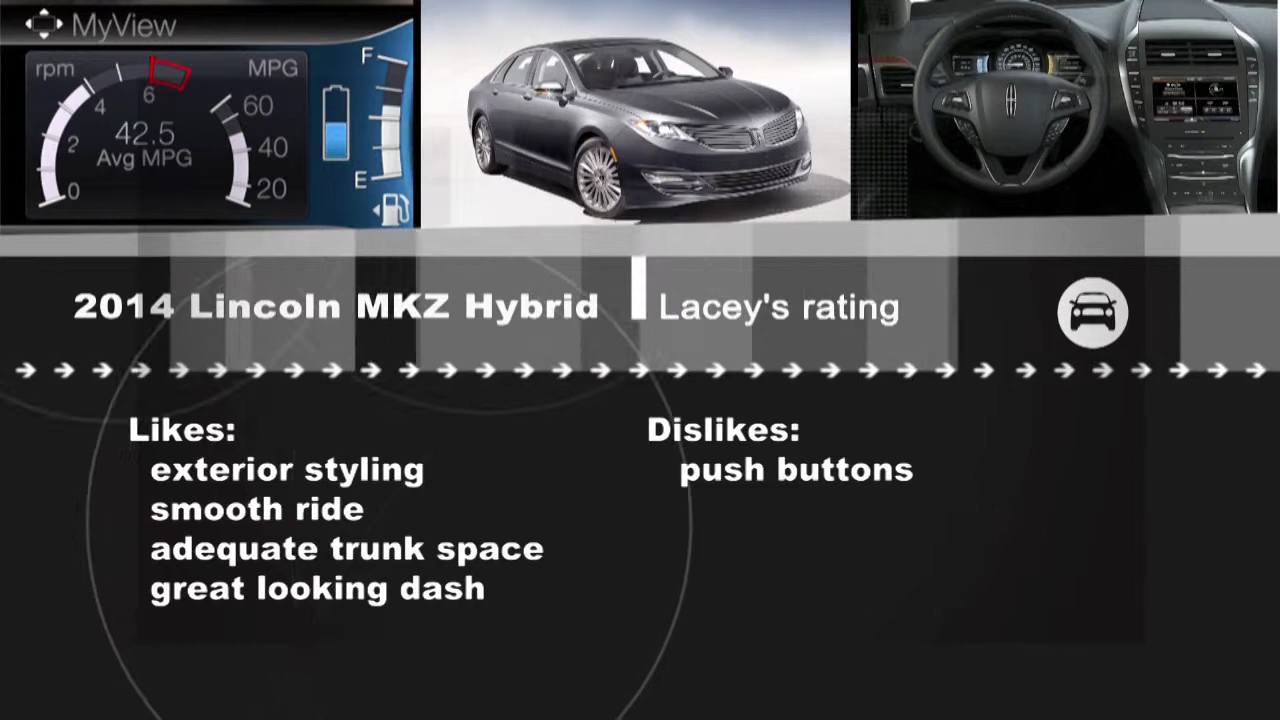 MyView
rpm MPG
F
6
4 60
42.5
2 Avg MPG 40
0 20
E
2014 Lincoln MKZ Hybrid Lacey's rating
Likes:
exterior styling
smooth ride
adequate trunk space
great looking dash
Dislikes:
push buttons